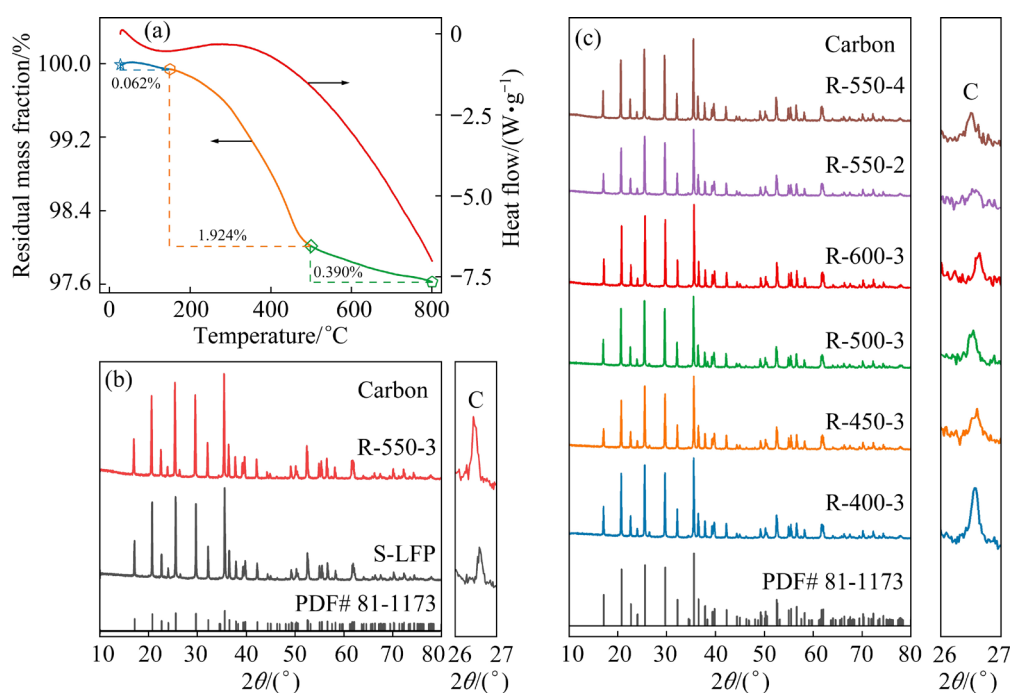 (a)
Residual mass fraction/%
100.0
99.2
98.4
97.6
0.062%
1.924%
0.390%
0
−2.5
−5.0
−7.5
Heat flow/(W•g⁻¹)
0 200 400 600 800
Temperature/°C
(b)
Carbon
R-550-3
S-LFP
PDF# 81-1173
10 20 30 40 50 60 70 80
2θ/(°)
C
26 27
2θ/(°)
(c)
Carbon
R-550-4
R-550-2
R-600-3
R-500-3
R-450-3
R-400-3
PDF# 81-1173
10 20 30 40 50 60 70 80
2θ/(°)
C
26 27
2θ/(°)